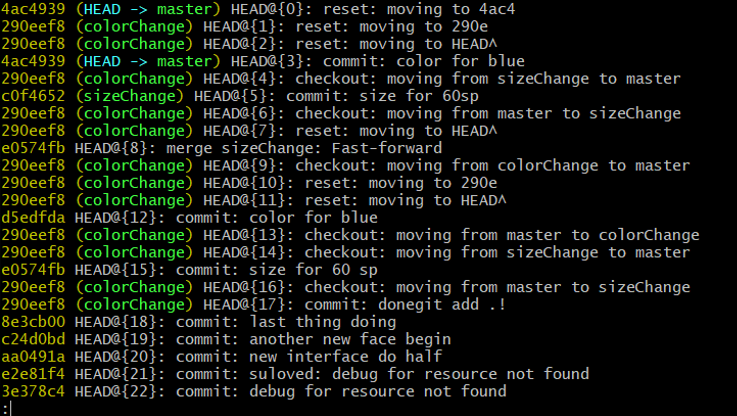 4ac4939 (HEAD -> master) HEAD@{0}: reset: moving to 4ac4
290eef8 (colorChange) HEAD@{1}: reset: moving to 290e
290eef8 (colorChange) HEAD@{2}: reset: moving to HEAD^
4ac4939 (HEAD -> master) HEAD@{3}: commit: color for blue
290eef8 (colorChange) HEAD@{4}: checkout: moving from sizeChange to master
c0f4652 (sizeChange) HEAD@{5}: commit: size for 60sp
290eef8 (colorChange) HEAD@{6}: checkout: moving from master to sizeChange
290eef8 (colorChange) HEAD@{7}: reset: moving to HEAD^
e0574fb HEAD@{8}: merge sizeChange: Fast-forward
290eef8 (colorChange) HEAD@{9}: checkout: moving from colorChange to master
290eef8 (colorChange) HEAD@{10}: reset: moving to 290e
290eef8 (colorChange) HEAD@{11}: reset: moving to HEAD^
d5edfda HEAD@{12}: commit: color for blue
290eef8 (colorChange) HEAD@{13}: checkout: moving from master to colorChange
290eef8 (colorChange) HEAD@{14}: checkout: moving from sizeChange to master
e0574fb HEAD@{15}: commit: size for 60 sp
290eef8 (colorChange) HEAD@{16}: checkout: moving from master to sizeChange
290eef8 (colorChange) HEAD@{17}: commit: donegit add .!
8e3cb00 HEAD@{18}: commit: last thing doing
c24d0bd HEAD@{19}: commit: another new face begin
aa0491a HEAD@{20}: commit: new interface do half
e2e81f4 HEAD@{21}: commit: suloved: debug for resource not found
3e378c4 HEAD@{22}: commit: debug for resource not found
: